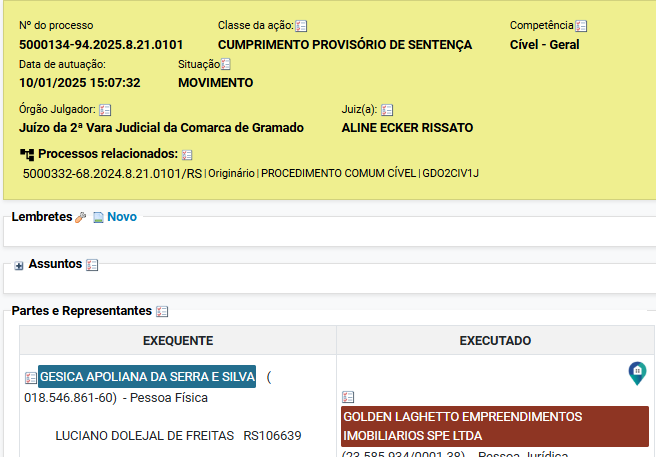 Nº do processo Classe da ação: Competência
5000134-94.2025.8.21.0101 CUMPRIMENTO PROVISÓRIO DE SENTENÇA Cível - Geral
Data de autuação: Situação
10/01/2025 15:07:32 MOVIMENTO
Órgão Julgador: Juiz(a):
Juízo da 2ª Vara Judicial da Comarca de Gramado ALINE ECKER RISSATO
Processos relacionados:
5000332-68.2024.8.21.0101/RS | Originário | PROCEDIMENTO COMUM CÍVEL | GDO2CIV1J
Lembretes Novo
Assuntos
Partes e Representantes
EXEQUENTE EXECUTADO
GESICA APOLIANA DA SERRA E SILVA (
018.546.861-60) - Pessoa Física
LUCIANO DOLEJAL DE FREITAS RS106639
GOLDEN LAGHETTO EMPREENDIMENTOS
IMOBILIARIOS SPE LTDA
(23.585.934/0001-38) - Pessoa Jurídica